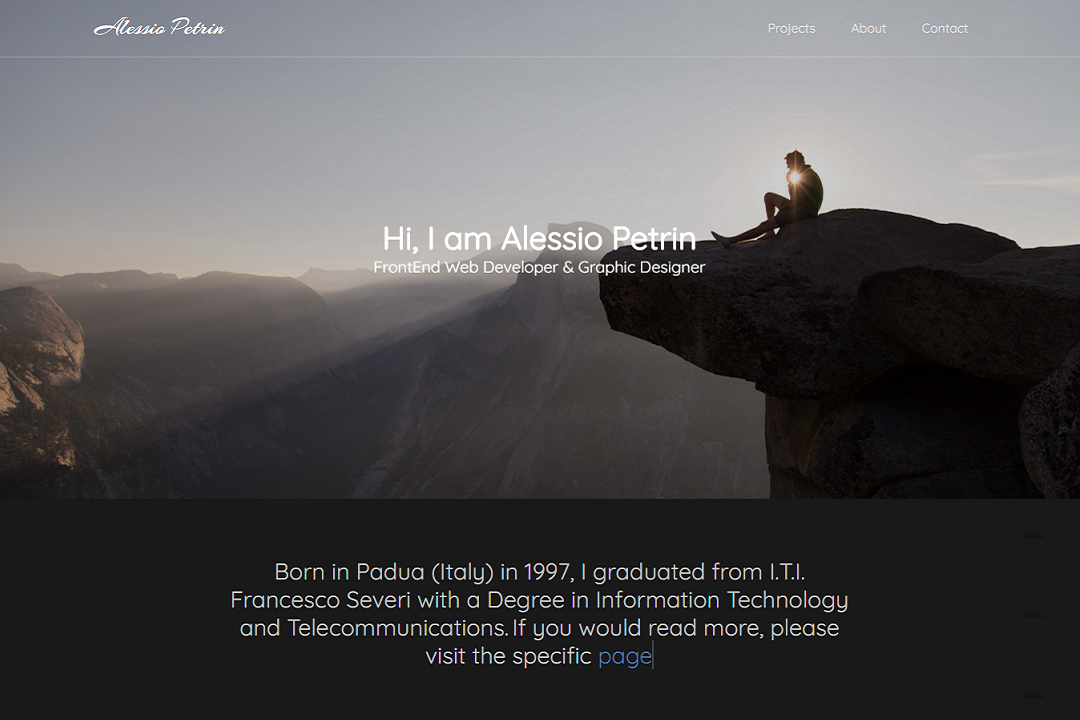 Alessio Petrin
Projects About Contact
Hi, I am Alessio Petrin
FrontEnd Web Developer & Graphic Designer
Born in Padua (Italy) in 1997, I graduated from I.T.I.
Francesco Severi with a Degree in Information Technology
and Telecommunications. If you would read more, please
visit the specific page